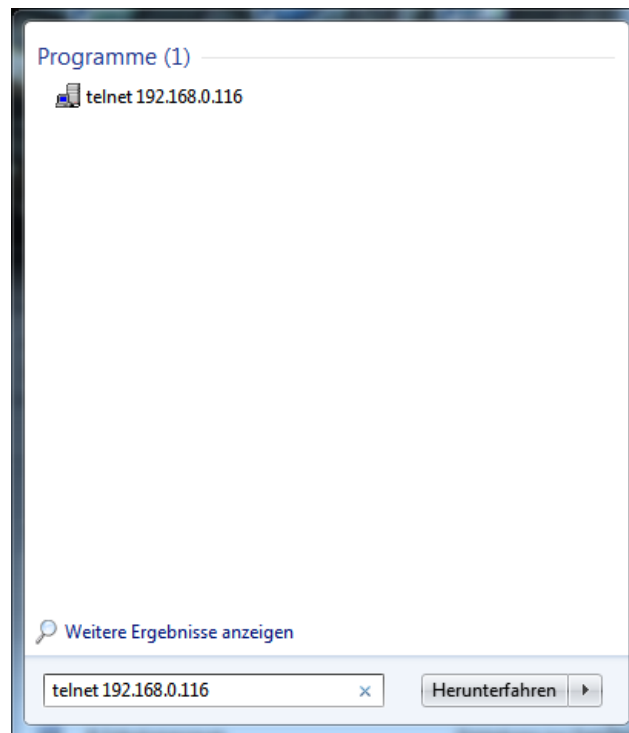 Programme (1)
telnet 192.168.0.116
Weitere Ergebnisse anzeigen
telnet 192.168.0.116
Herunterfahren